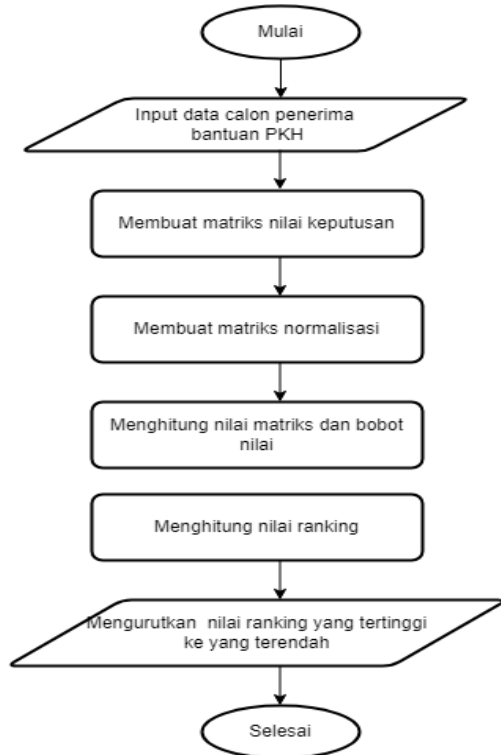 Mulai
Input data calon penerima
bantuan PKH
Membuat matriks nilai keputusan
Membuat matriks normalisasi
Menghitung nilai matriks dan bobot
nilai
Menghitung nilai ranking
Mengurutkan nilai ranking yang tertinggi
ke yang terendah
Selesai